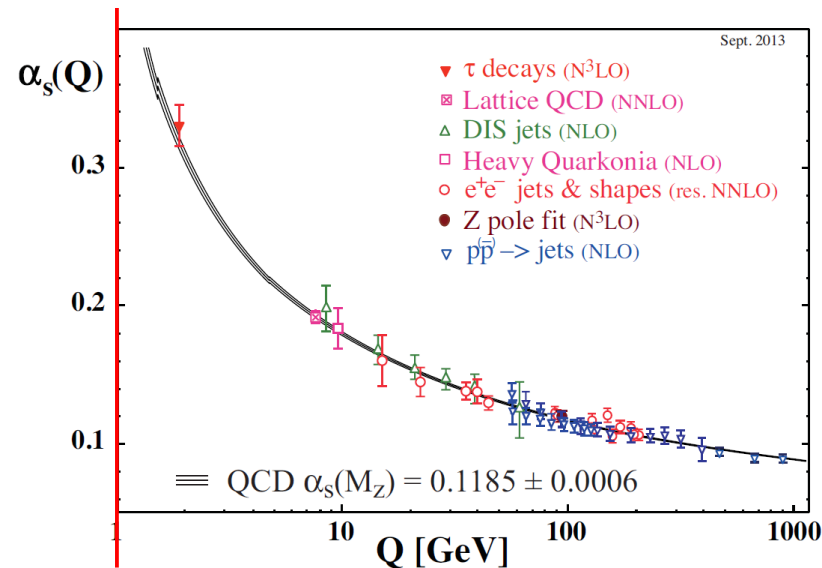 Sept. 2013
αs(Q)
τ decays (N³LO)
Lattice QCD (NNLO)
DIS jets (NLO)
Heavy Quarkonia (NLO)
e⁺e⁻ jets & shapes (res. NNLO)
Z pole fit (N³LO)
pp(–) –> jets (NLO)
0.3
0.2
0.1
QCD αs(Mz) = 0.1185 ± 0.0006
1 10 100 1000
Q [GeV]